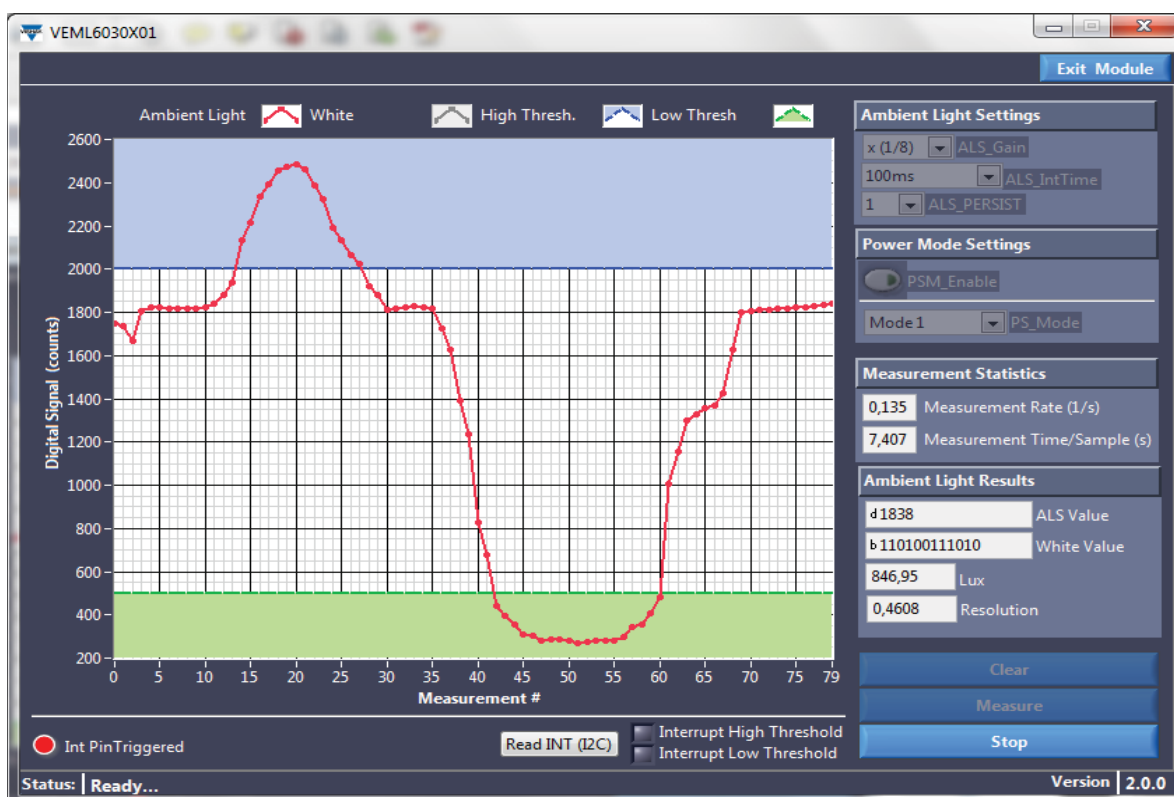 VEML6030X01
Exit Module
Ambient Light White High Thresh. Low Thresh
2600
2400
2200
2000
1800
1600
1400
1200
1000
800
600
400
200
Digital Signal (counts)
0 5 10 15 20 25 30 35 40 45 50 55 60 65 70 75 79
Measurement #
Ambient Light Settings
x (1/8) ALS_Gain
100ms ALS_IntTime
1 ALS_PERSIST
Power Mode Settings
PSM_Enable
Mode 1 PS_Mode
Measurement Statistics
0,135 Measurement Rate (1/s)
7,407 Measurement Time/Sample (s)
Ambient Light Results
d 1838 ALS Value
b 110100111010 White Value
846,95 Lux
0,4608 Resolution
Clear
Measure
Stop
Int PinTriggered
Read INT (I2C)
Interrupt High Threshold
Interrupt Low Threshold
Status: Ready...
Version 2.0.0